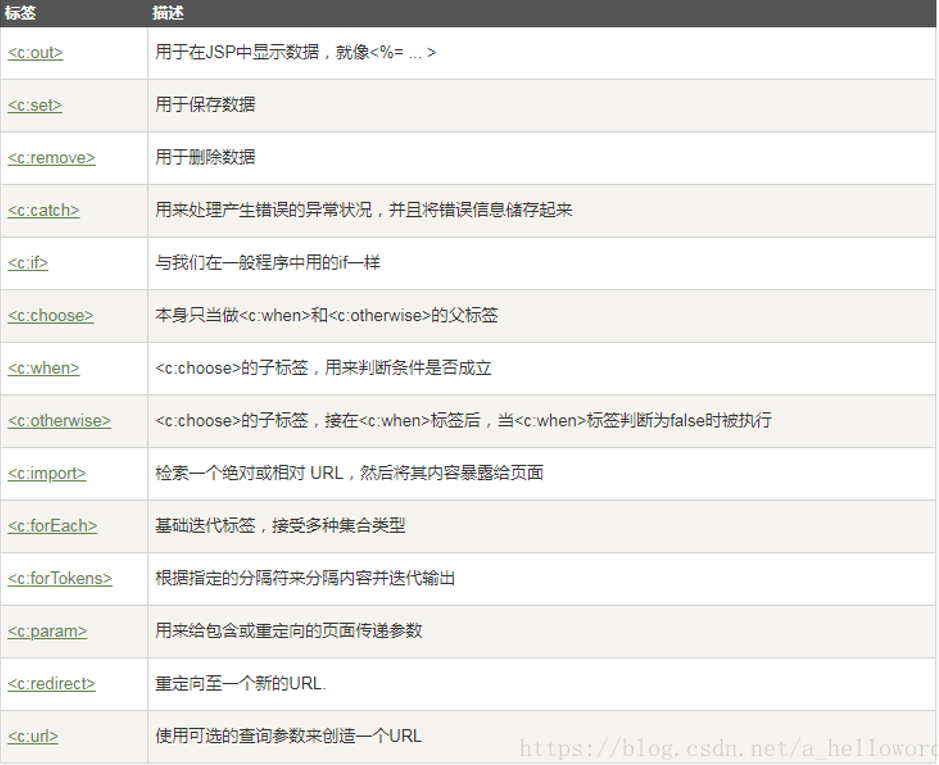 标签 描述
<c:out> 用于在JSP中显示数据，就像<%= ... >
<c:set> 用于保存数据
<c:remove> 用于删除数据
<c:catch> 用来处理产生错误的异常状况，并且将错误信息储存起来
<c:if> 与我们在一般程序中用的if一样
<c:choose> 本身只当做<c:when>和<c:otherwise>的父标签
<c:when> <c:choose>的子标签，用来判断条件是否成立
<c:otherwise> <c:choose>的子标签，接在<c:when>标签后，当<c:when>标签判断为false时被执行
<c:import> 检索一个绝对或相对 URL，然后将其内容暴露给页面
<c:forEach> 基础迭代标签，接受多种集合类型
<c:forTokens> 根据指定的分隔符来分隔内容并迭代输出
<c:param> 用来给包含或重定向的页面传递参数
<c:redirect> 重定向至一个新的URL.
<c:url> 使用可选的查询参数来创造一个URL
https://blog.csdn.net/a_helloword